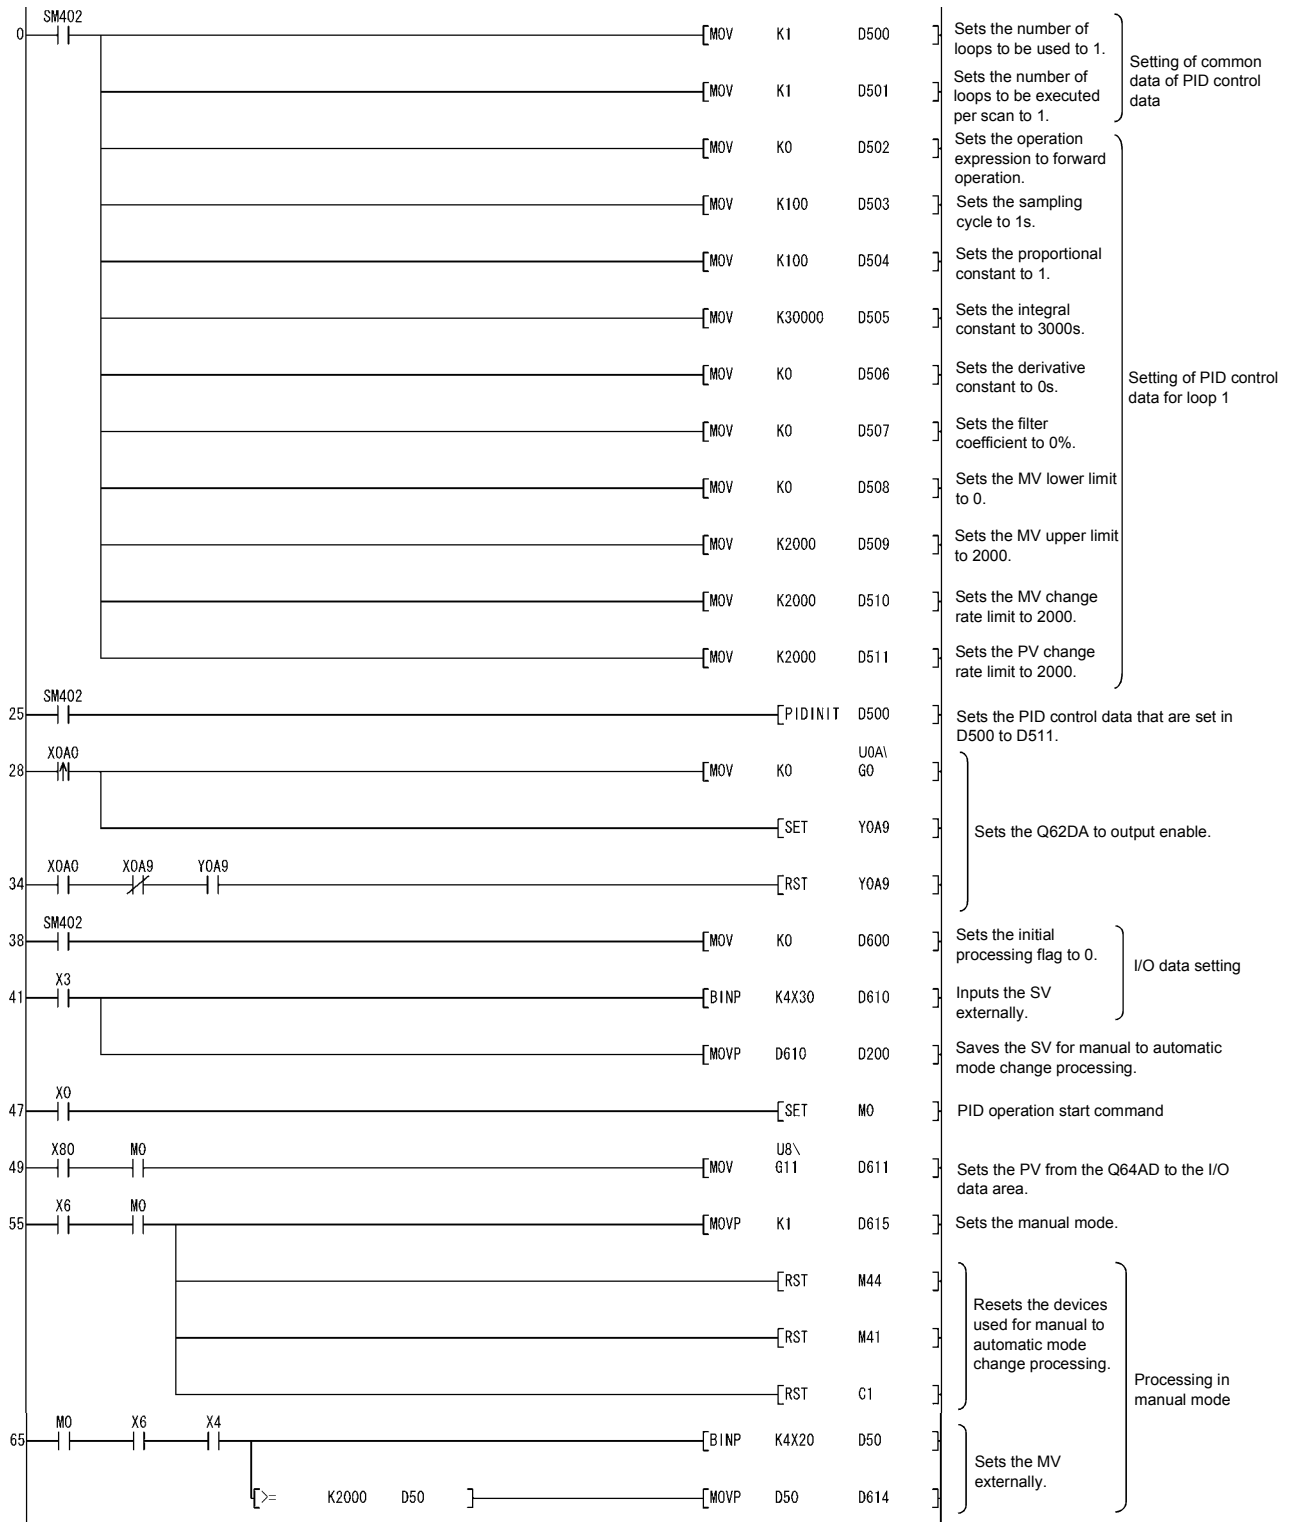 SM402
0 [MOV K1 D500 ] Sets the number of
loops to be used to 1.
Setting of common
data of PID control
data
[MOV K1 D501 ] Sets the number of
loops to be executed
per scan to 1.
[MOV K0 D502 ] Sets the operation
expression to forward
operation.
[MOV K100 D503 ] Sets the sampling
cycle to 1s.
[MOV K100 D504 ] Sets the proportional
constant to 1.
[MOV K30000 D505 ] Sets the integral
constant to 3000s.
[MOV K0 D506 ] Sets the derivative
constant to 0s.
Setting of PID control
data for loop 1
[MOV K0 D507 ] Sets the filter
coefficient to 0%.
[MOV K0 D508 ] Sets the MV lower limit
to 0.
[MOV K2000 D509 ] Sets the MV upper limit
to 2000.
[MOV K2000 D510 ] Sets the MV change
rate limit to 2000.
[MOV K2000 D511 ] Sets the PV change
rate limit to 2000.
SM402
25 [PIDINIT D500 ] Sets the PID control data that are set in
D500 to D511.
X0A0 U0A\
28 [MOV K0 G0 ]
[SET Y0A9 ] Sets the Q62DA to output enable.
X0A0 X0A9 Y0A9
34 [RST Y0A9 ]
SM402
38 [MOV K0 D600 ] Sets the initial
processing flag to 0.
I/O data setting
X3
41 [BINP K4X30 D610 ] Inputs the SV
externally.
[MOVP D610 D200 ] Saves the SV for manual to automatic
mode change processing.
X0
47 [SET M0 ] PID operation start command
X80 M0 U8\
49 [MOV G11 D611 ] Sets the PV from the Q64AD to the I/O
data area.
X6 M0
55 [MOVP K1 D615 ] Sets the manual mode.
[RST M44 ]
Resets the devices
used for manual to
automatic mode
change processing.
[RST M41 ]
[RST C1 ]
Processing in
manual mode
M0 X6 X4
65 [BINP K4X20 D50 ]
Sets the MV
externally.
[>= K2000 D50 ] [MOVP D50 D614 ]